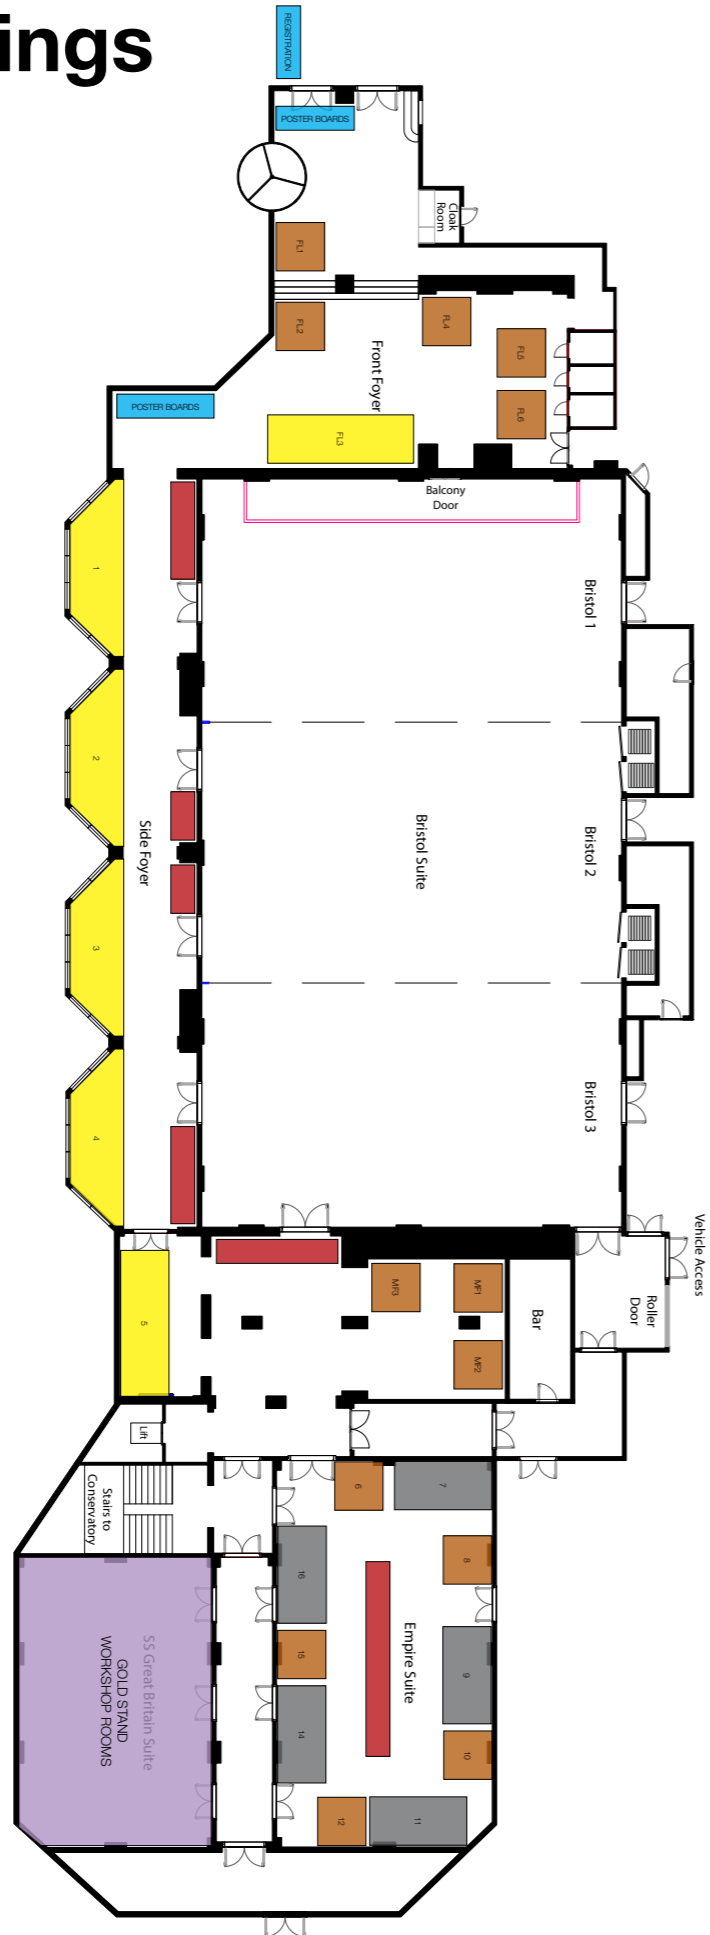 ings
REGISTRATION
POSTER BOARDS
Cloak
Room
FL1
FL2
FL4
Front Foyer
FL5
FL6
POSTER BOARDS
FL3
Balcony
Door
1
Bristol 1
2
Side Foyer
Bristol Suite
Bristol 2
3
4
Bristol 3
Vehicle Access
Roller
Door
5
MF3
MF1
Bar
MF2
Lift
Stairs to
Conservatory
6
7
8
16
15
Empire Suite
9
14
10
12
11
SS Great Britain Suite
GOLD STAND
WORKSHOP ROOMS